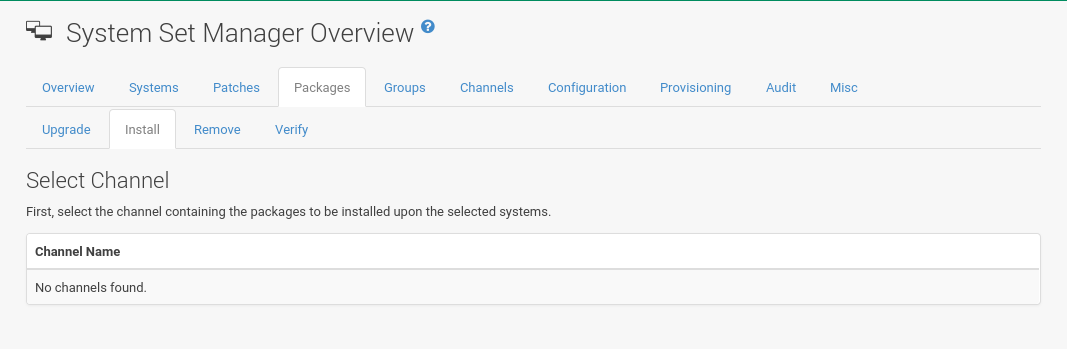 System Set Manager Overview ?
Overview Systems Patches Packages Groups Channels Configuration Provisioning Audit Misc
Upgrade Install Remove Verify
Select Channel
First, select the channel containing the packages to be installed upon the selected systems.
Channel Name
No channels found.